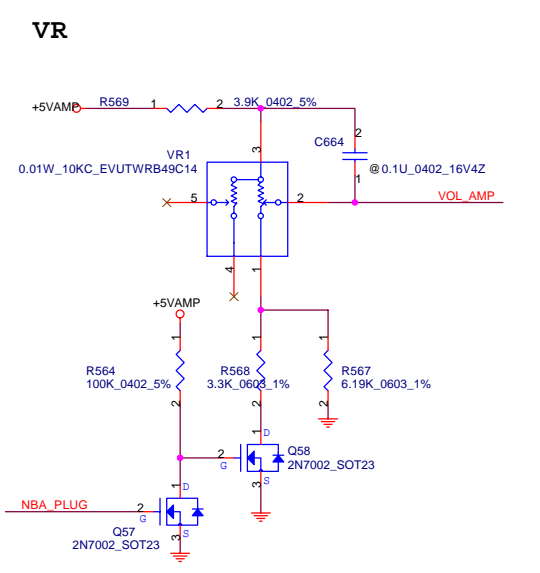 VR
+5VAMP R569 1 2 3.9K_0402_5%
C664 2
3
VR1
0.01W_10KC_EVUTWRB49C14 @0.1U_0402_16V4Z
1
5 2 VOL_AMP
4 1
+5VAMP
1 1 1
R564 R568 R567
100K_0402_5% 3.3K_0603_1% 6.19K_0603_1%
2 2 2
1 D
Q58
2 G 2N7002_SOT23
3 S
1 D
NBA_PLUG 2 G
3 S
Q57
2N7002_SOT23